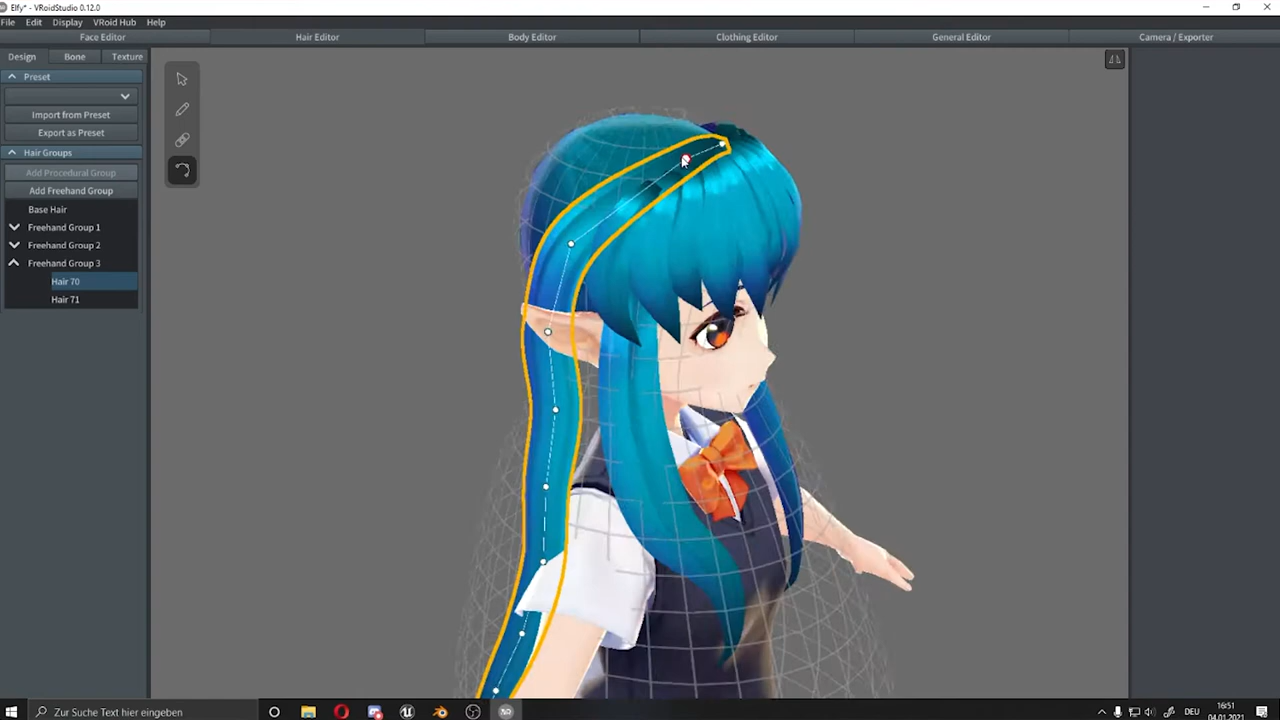 Elfy* - VRoidStudio 0.12.0
File Edit Display VRoid Hub Help
Face Editor Hair Editor Body Editor Clothing Editor General Editor Camera / Exporter
Design Bone Texture
Preset
Import from Preset
Export as Preset
Hair Groups
Add Procedural Group
Add Freehand Group
Base Hair
Freehand Group 1
Freehand Group 2
Freehand Group 3
Hair 70
Hair 71
Zur Suche Text hier eingeben
DEU
16:51
04.01.2021